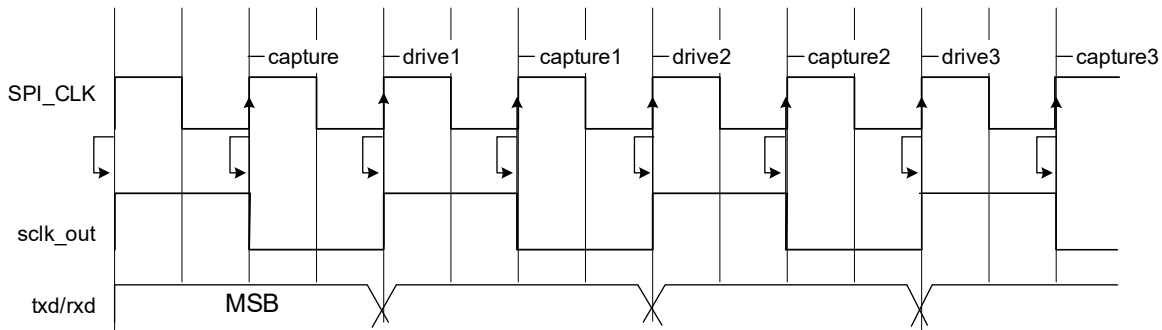 capture drive1 capture1 drive2 capture2 drive3 capture3
SPI_CLK
sclk_out
txd/rxd MSB